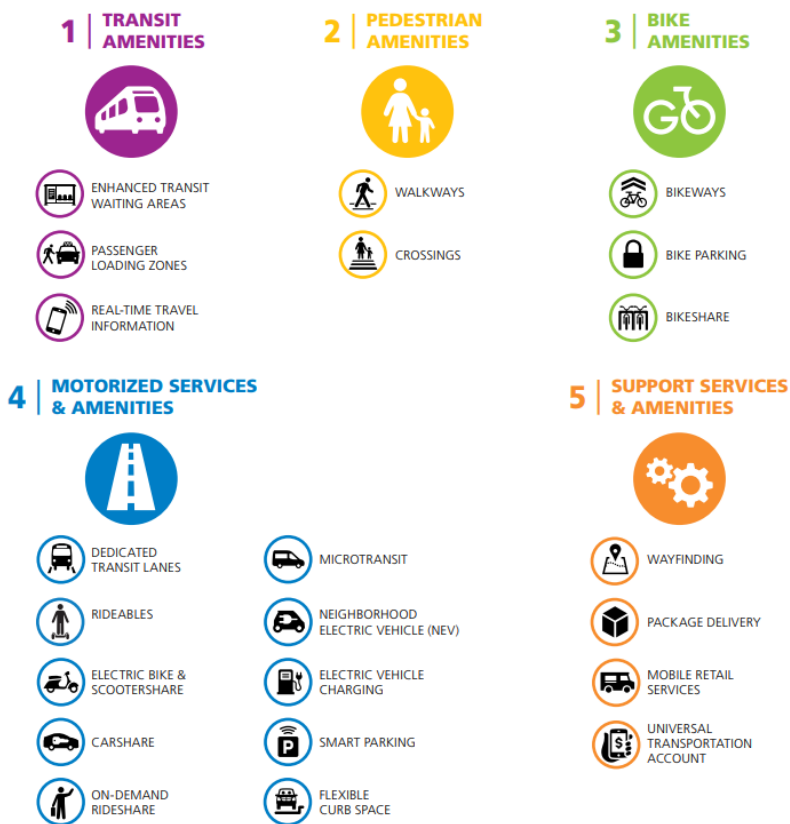 1 | TRANSIT
AMENITIES
ENHANCED TRANSIT
WAITING AREAS
PASSENGER
LOADING ZONES
REAL-TIME TRAVEL
INFORMATION
2 | PEDESTRIAN
AMENITIES
WALKWAYS
CROSSINGS
3 | BIKE
AMENITIES
GO
BIKEWAYS
BIKE PARKING
BIKESHARE
4 | MOTORIZED SERVICES
& AMENITIES
DEDICATED
TRANSIT LANES
RIDEABLES
ELECTRIC BIKE &
SCOOTERSHARE
CARSHARE
ON-DEMAND
RIDESHARE
MICROTRANSIT
NEIGHBORHOOD
ELECTRIC VEHICLE (NEV)
ELECTRIC VEHICLE
CHARGING
P
SMART PARKING
FLEXIBLE
CURB SPACE
5 | SUPPORT SERVICES
& AMENITIES
WAYFINDING
PACKAGE DELIVERY
MOBILE RETAIL
SERVICES
$
UNIVERSAL
TRANSPORTATION
ACCOUNT